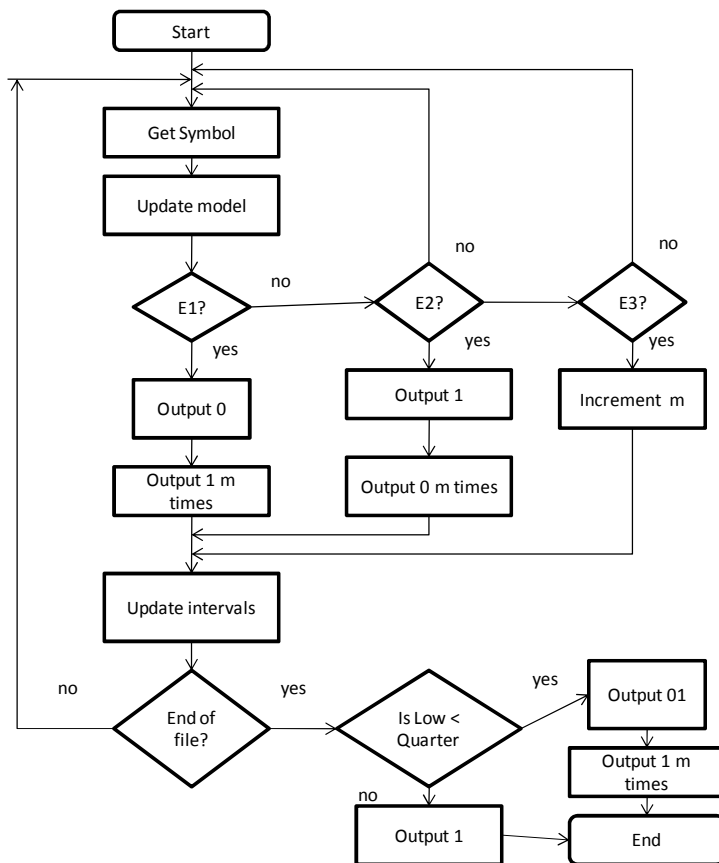 Start
Get Symbol
Update model
no
no
no
E1?
E2?
E3?
yes
yes
yes
Output 0
Output 1
Increment m
Output 1 m
times
Output 0 m times
Update intervals
no
yes
yes
End of
file?
Is Low <
Quarter
Output 01
Output 1 m
times
no
Output 1
End